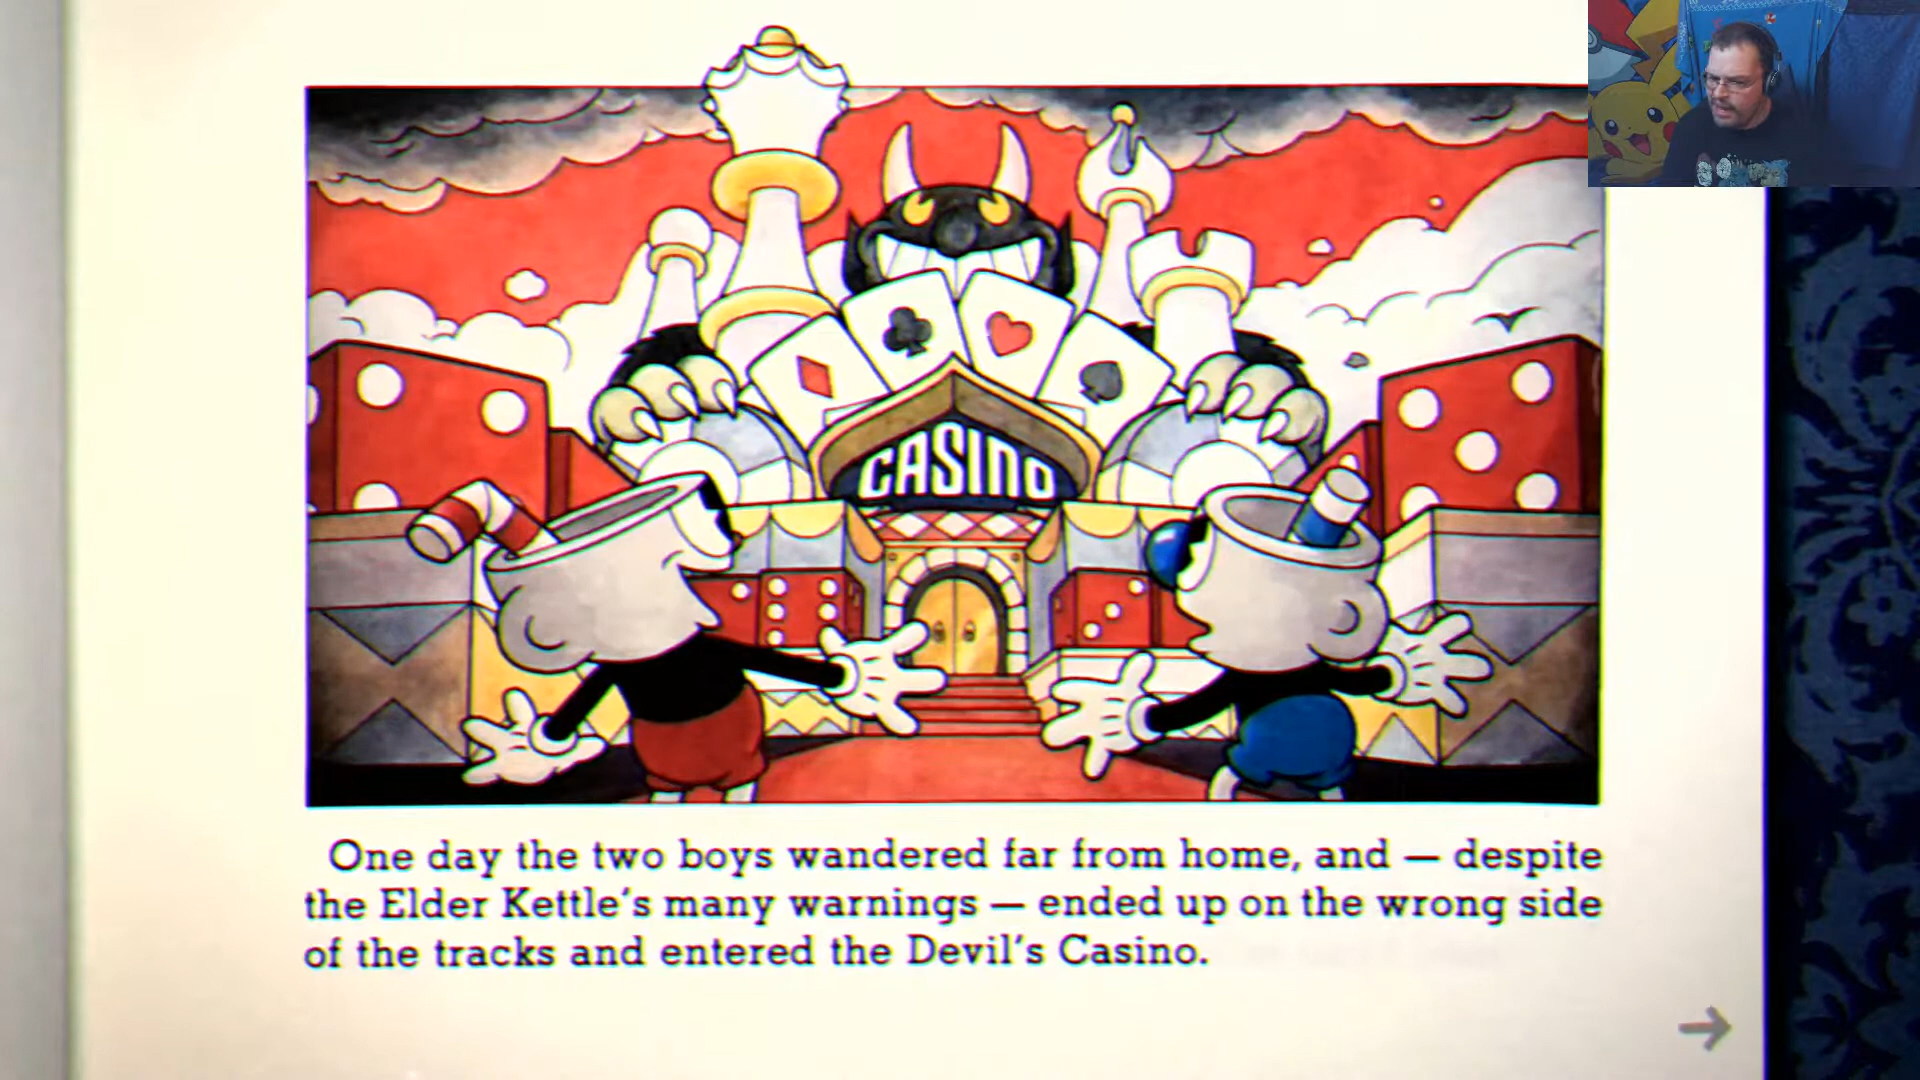 CASINO
One day the two boys wandered far from home, and — despite
the Elder Kettle's many warnings — ended up on the wrong side
of the tracks and entered the Devil's Casino.